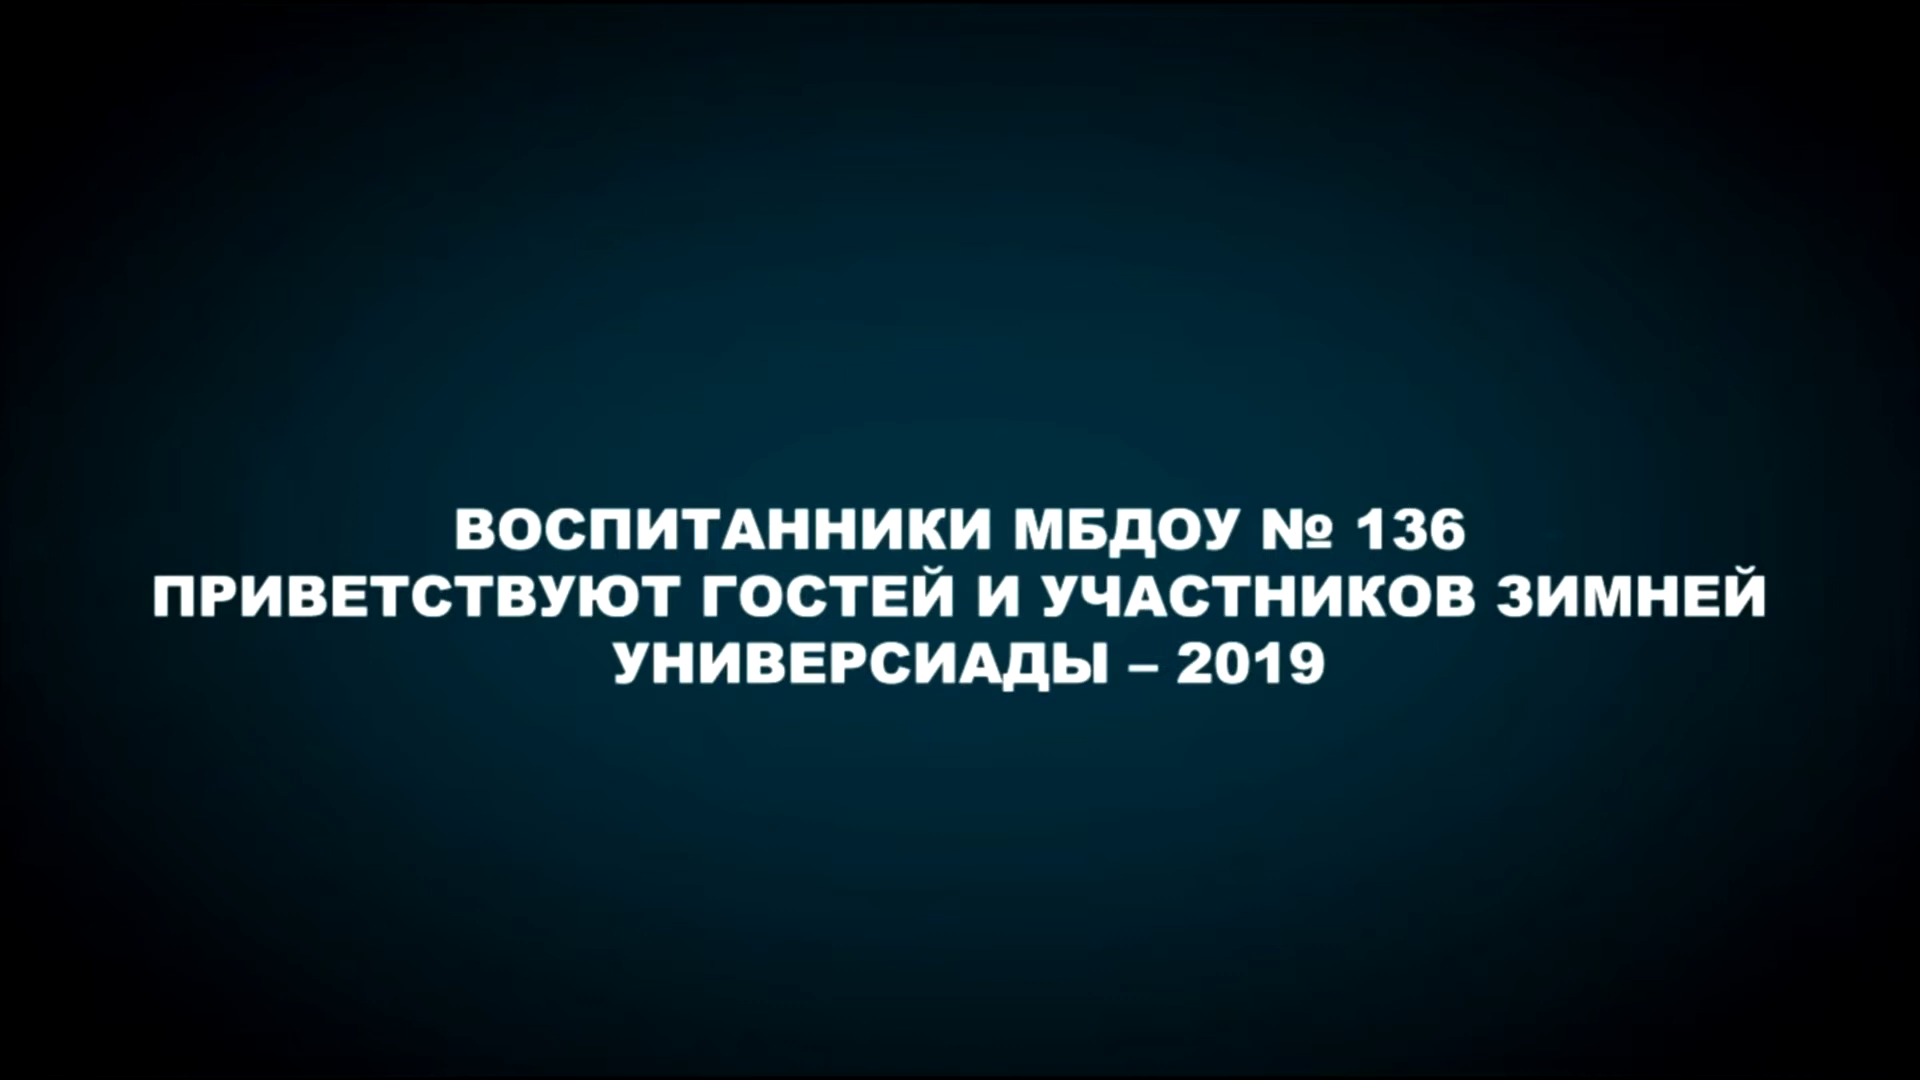 ВОСПИТАННИКИ МБДОУ № 136
ПРИВЕТСТВУЮТ ГОСТЕЙ И УЧАСТНИКОВ ЗИМНЕЙ
УНИВЕРСИАДЫ – 2019